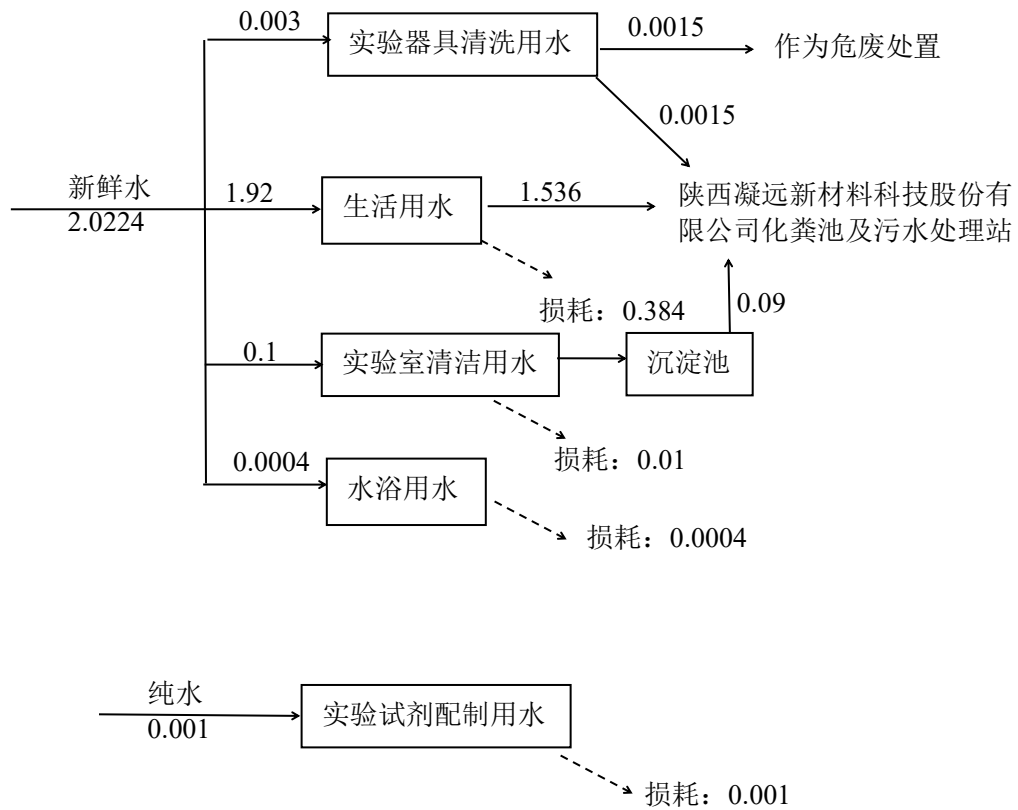 0.003
实验器具清洗用水
0.0015
作为危废处置
0.0015
新鲜水
2.0224
1.92
生活用水
1.536
陕西凝远新材料科技股份有
限公司化粪池及污水处理站
损耗：0.384
0.09
0.1
实验室清洁用水
沉淀池
损耗：0.01
0.0004
水浴用水
损耗：0.0004
纯水
0.001
实验试剂配制用水
损耗：0.001